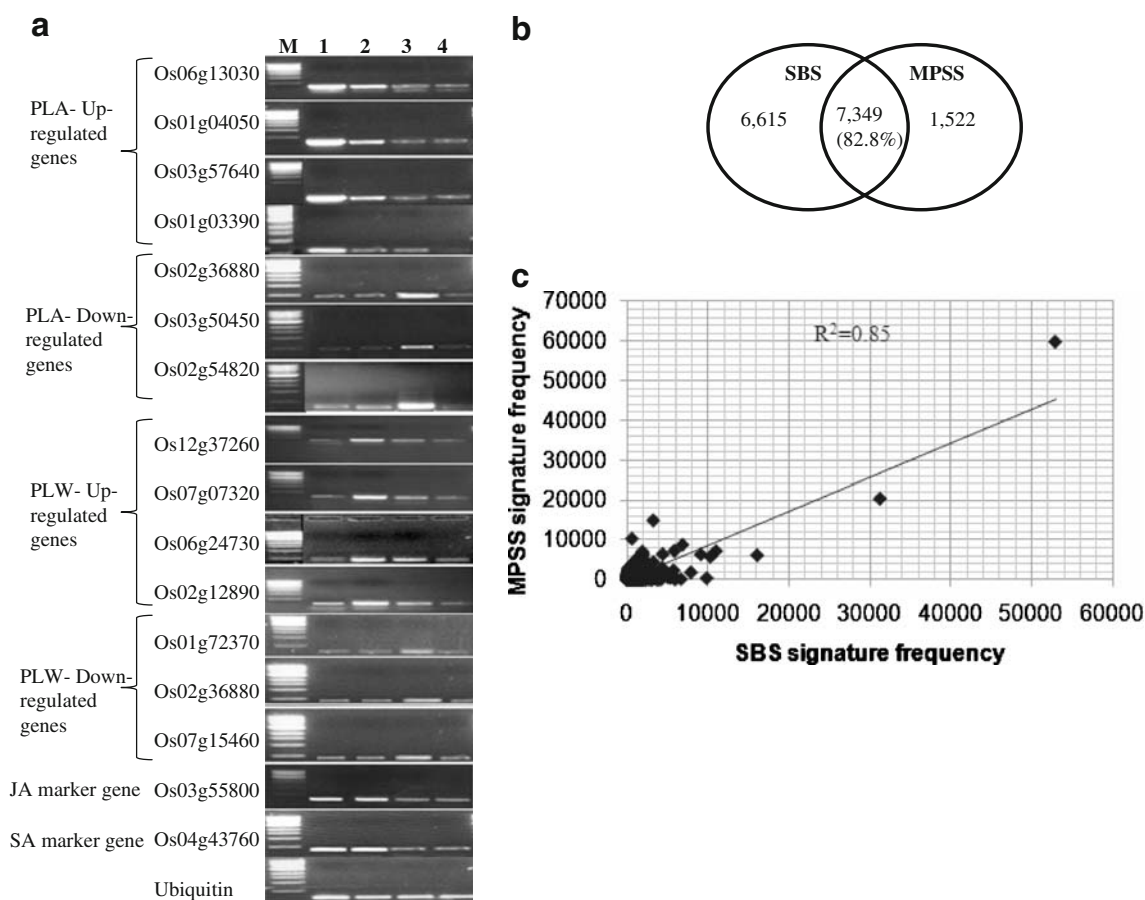 a
M 1 2 3 4
PLA- Up-
regulated
genes
Os06g13030
Os01g04050
Os03g57640
Os01g03390
PLA- Down-
regulated
genes
Os02g36880
Os03g50450
Os02g54820
PLW- Up-
regulated
genes
Os12g37260
Os07g07320
Os06g24730
Os02g12890
PLW- Down-
regulated
genes
Os01g72370
Os02g36880
Os07g15460
JA marker gene Os03g55800
SA marker gene Os04g43760
Ubiquitin
b
SBS MPSS
6,615 7,349 1,522
(82.8%)
c
R²=0.85
MPSS signature frequency
70000
60000
50000
40000
30000
20000
10000
0
0 10000 20000 30000 40000 50000 60000
SBS signature frequency